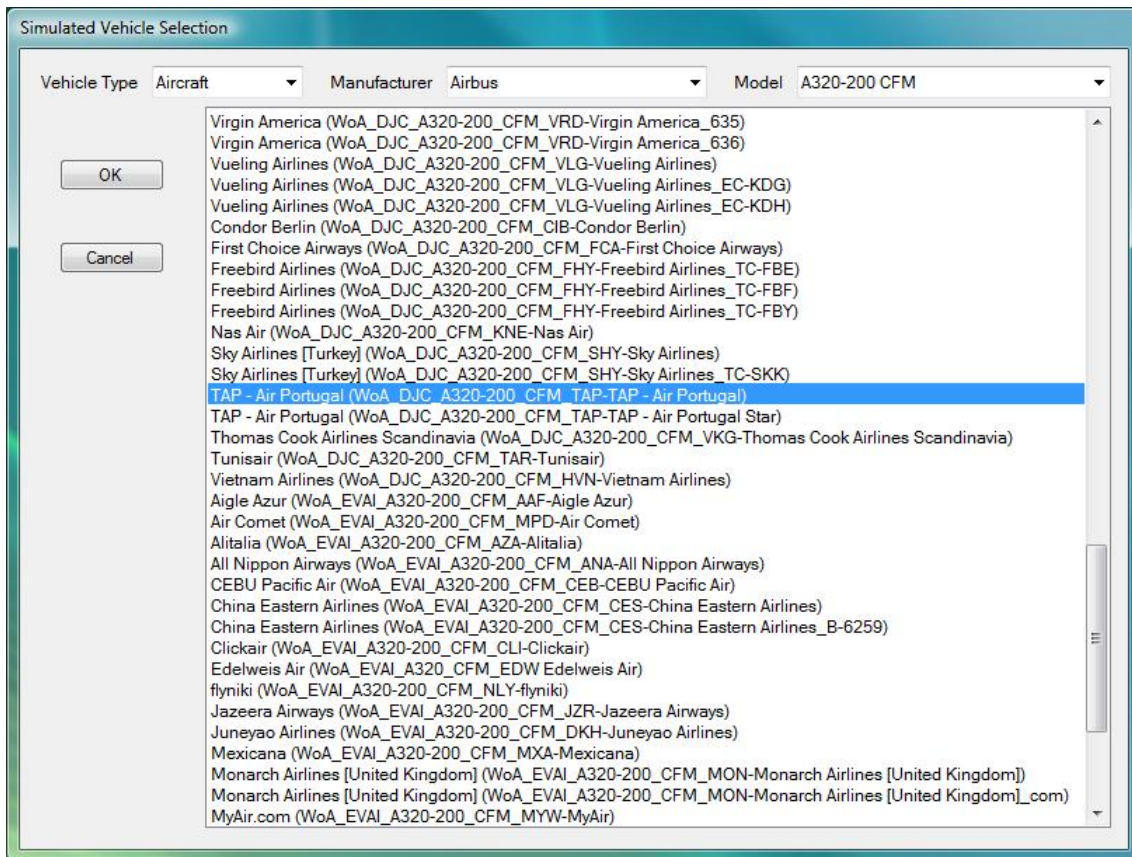 Simulated Vehicle Selection
Vehicle Type Aircraft Manufacturer Airbus Model A320-200 CFM
OK
Cancel
Virgin America (WoA_DJC_A320-200_CFM_VRD-Virgin America_635)
Virgin America (WoA_DJC_A320-200_CFM_VRD-Virgin America_636)
Vueling Airlines (WoA_DJC_A320-200_CFM_VLG-Vueling Airlines)
Vueling Airlines (WoA_DJC_A320-200_CFM_VLG-Vueling Airlines_EC-KDG)
Vueling Airlines (WoA_DJC_A320-200_CFM_VLG-Vueling Airlines_EC-KDH)
Condor Berlin (WoA_DJC_A320-200_CFM_CIB-Condor Berlin)
First Choice Airways (WoA_DJC_A320-200_CFM_FCA-First Choice Airways)
Freebird Airlines (WoA_DJC_A320-200_CFM_FHY-Freebird Airlines_TC-FBE)
Freebird Airlines (WoA_DJC_A320-200_CFM_FHY-Freebird Airlines_TC-FBF)
Freebird Airlines (WoA_DJC_A320-200_CFM_FHY-Freebird Airlines_TC-FBY)
Nas Air (WoA_DJC_A320-200_CFM_KNE-Nas Air)
Sky Airlines [Turkey] (WoA_DJC_A320-200_CFM_SHY-Sky Airlines)
Sky Airlines [Turkey] (WoA_DJC_A320-200_CFM_SHY-Sky Airlines_TC-SKK)
TAP - Air Portugal (WoA_DJC_A320-200_CFM_TAP-TAP - Air Portugal)
TAP - Air Portugal (WoA_DJC_A320-200_CFM_TAP-TAP - Air Portugal Star)
Thomas Cook Airlines Scandinavia (WoA_DJC_A320-200_CFM_VKG-Thomas Cook Airlines Scandinavia)
Tunisair (WoA_DJC_A320-200_CFM_TAR-Tunisair)
Vietnam Airlines (WoA_DJC_A320-200_CFM_HVN-Vietnam Airlines)
Aigle Azur (WoA_EVAI_A320-200_CFM_AAF-Aigle Azur)
Air Comet (WoA_EVAI_A320-200_CFM_MPD-Air Comet)
Alitalia (WoA_EVAI_A320-200_CFM_AZA-Alitalia)
All Nippon Airways (WoA_EVAI_A320-200_CFM_ANA-All Nippon Airways)
CEBU Pacific Air (WoA_EVAI_A320-200_CFM_CEB-CEBU Pacific Air)
China Eastern Airlines (WoA_EVAI_A320-200_CFM_CES-China Eastern Airlines)
China Eastern Airlines (WoA_EVAI_A320-200_CFM_CES-China Eastern Airlines_B-6259)
Clickair (WoA_EVAI_A320-200_CFM_CLI-Clickair)
Edelweis Air (WoA_EVAI_A320-200_CFM_EDW Edelweis Air)
flyniki (WoA_EVAI_A320-200_CFM_NLY-flyniki)
Jazeera Airways (WoA_EVAI_A320-200_CFM_JZR-Jazeera Airways)
Juneyao Airlines (WoA_EVAI_A320-200_CFM_DKH-Juneyao Airlines)
Mexicana (WoA_EVAI_A320-200_CFM_MXA-Mexicana)
Monarch Airlines [United Kingdom] (WoA_EVAI_A320-200_CFM_MON-Monarch Airlines [United Kingdom])
Monarch Airlines [United Kingdom] (WoA_EVAI_A320-200_CFM_MON-Monarch Airlines [United Kingdom]_com)
MyAir.com (WoA_EVAI_A320-200_CFM_MYW-MyAir)